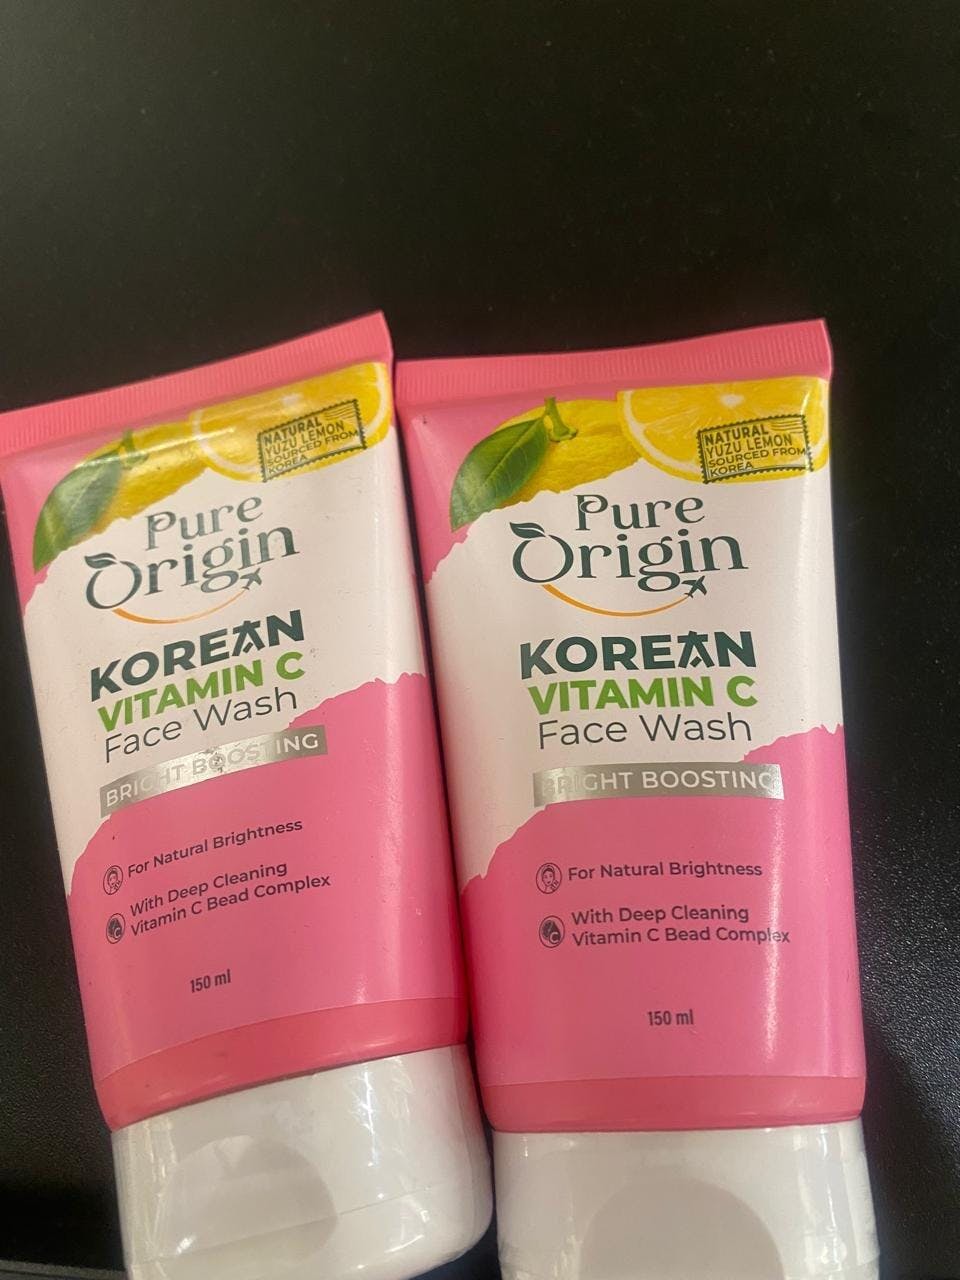 NATURAL
YUZU LEMON
SOURCED FROM
KOREA
Pure
Origin
KOREAN
VITAMIN C
Face Wash
BRIGHT BOOSTING
For Natural Brightness
With Deep Cleaning
Vitamin C Bead Complex
150 ml
NATURAL
YUZU LEMON
SOURCED FROM
KOREA
Pure
Origin
KOREAN
VITAMIN C
Face Wash
BRIGHT BOOSTING
For Natural Brightness
With Deep Cleaning
Vitamin C Bead Complex
150 ml